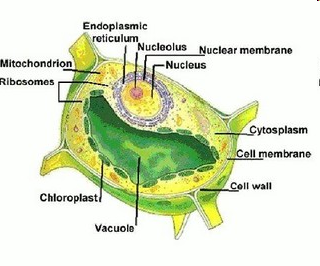 Endoplasmic
reticulum
Nucleolus
Nuclear membrane
Mitochondrion
Nucleus
Ribosomes
Cytosplasm
Cell membrane
Cell wall
Chloroplast
Vacuole